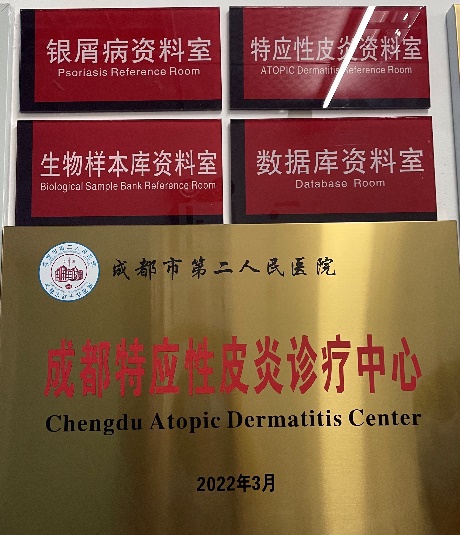 银屑病资料室
Psoriasis Reference Room
特应性皮炎资料室
ATOPIC Dermatitis Reference Room
生物样本库资料室
Biological Sample Bank Reference Room
数据库资料室
Database Room
成都市第二人民医院
成都特应性皮炎诊疗中心
Chengdu Atopic Dermatitis Center
2022年3月